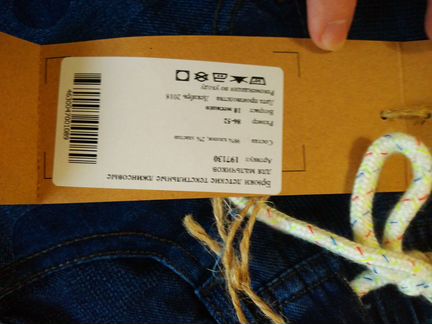 Брюки детские текстильные джинсовые
для мальчиков
Артикул 197130
Состав 98% хлопок, 2% эластан
Размер 86-52
Возраст 18 месяцев
Дата производства Декабрь 2018
Рекомендации по уходу